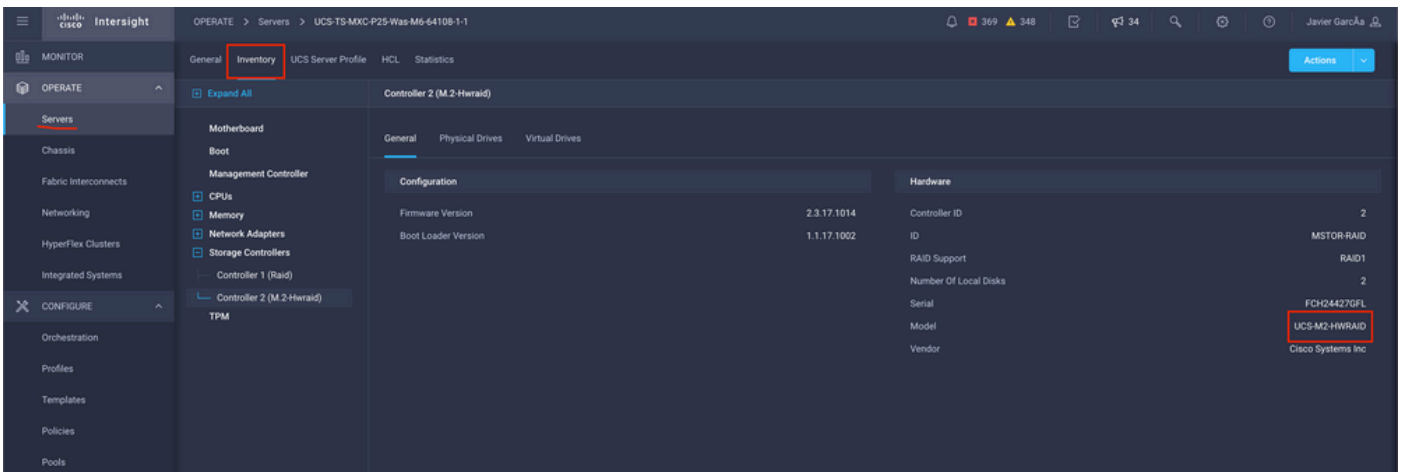 cisco Intersight
OPERATE > Servers > UCS-TS-MXC-P25-Was-M6-64108-1-1
369 348 34 Javier GarcÃa
MONITOR
OPERATE
Servers
Chassis
Fabric Interconnects
Networking
HyperFlex Clusters
Integrated Systems
CONFIGURE
Orchestration
Profiles
Templates
Policies
Pools
General Inventory UCS Server Profile HCL Statistics
Actions
Expand All
Motherboard
Boot
Management Controller
CPUs
Memory
Network Adapters
Storage Controllers
Controller 1 (Raid)
Controller 2 (M.2-Hwraid)
TPM
Controller 2 (M.2-Hwraid)
General Physical Drives Virtual Drives
Configuration
Firmware Version 2.3.17.1014
Boot Loader Version 1.1.17.1002
Hardware
Controller ID 2
ID MSTOR-RAID
RAID Support RAID1
Number Of Local Disks 2
Serial FCH24427GFL
Model UCS-M2-HWRAID
Vendor Cisco Systems Inc